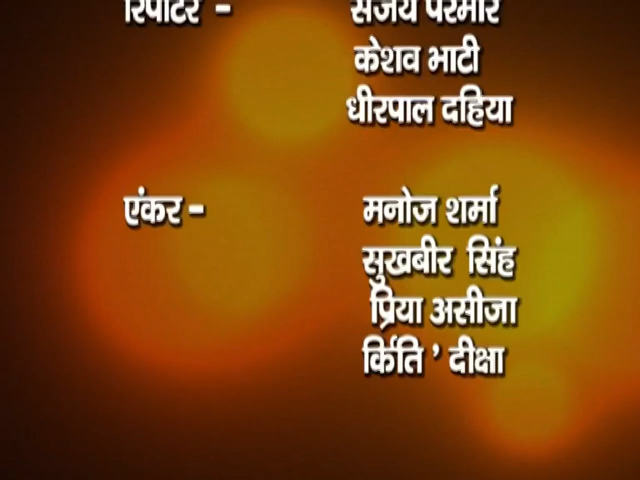 रिपोर्टर - संजय परमार
केशव भाटी
धीरपाल दहिया
एंकर - मनोज शर्मा
सुखबीर सिंह
प्रिया असीजा
र्किति ' दीक्षा